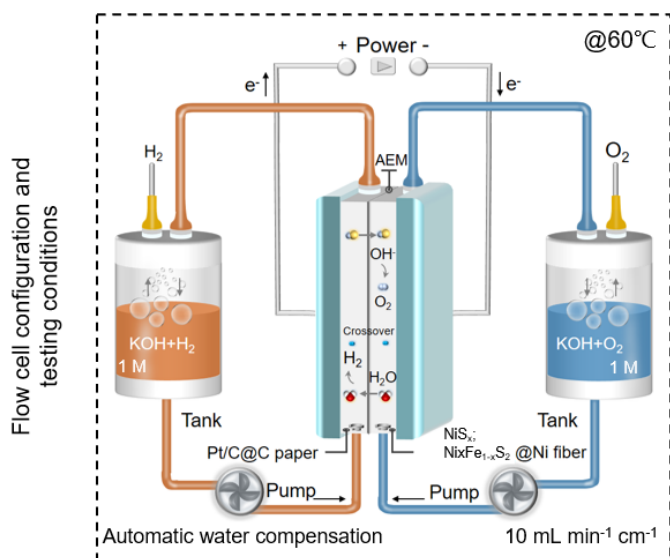 Flow cell configuration and
testing conditions
@60℃
+ Power -
e⁻
e⁻
H₂
O₂
AEM
OH⁻
O₂
Crossover
H₂
H₂O
KOH+H₂
1 M
KOH+O₂
1 M
Tank
Tank
Pt/C@C paper
NiSₓ;
NixFe₁₋ₓS₂ @Ni fiber
Pump
Pump
Automatic water compensation
10 mL min⁻¹ cm⁻¹